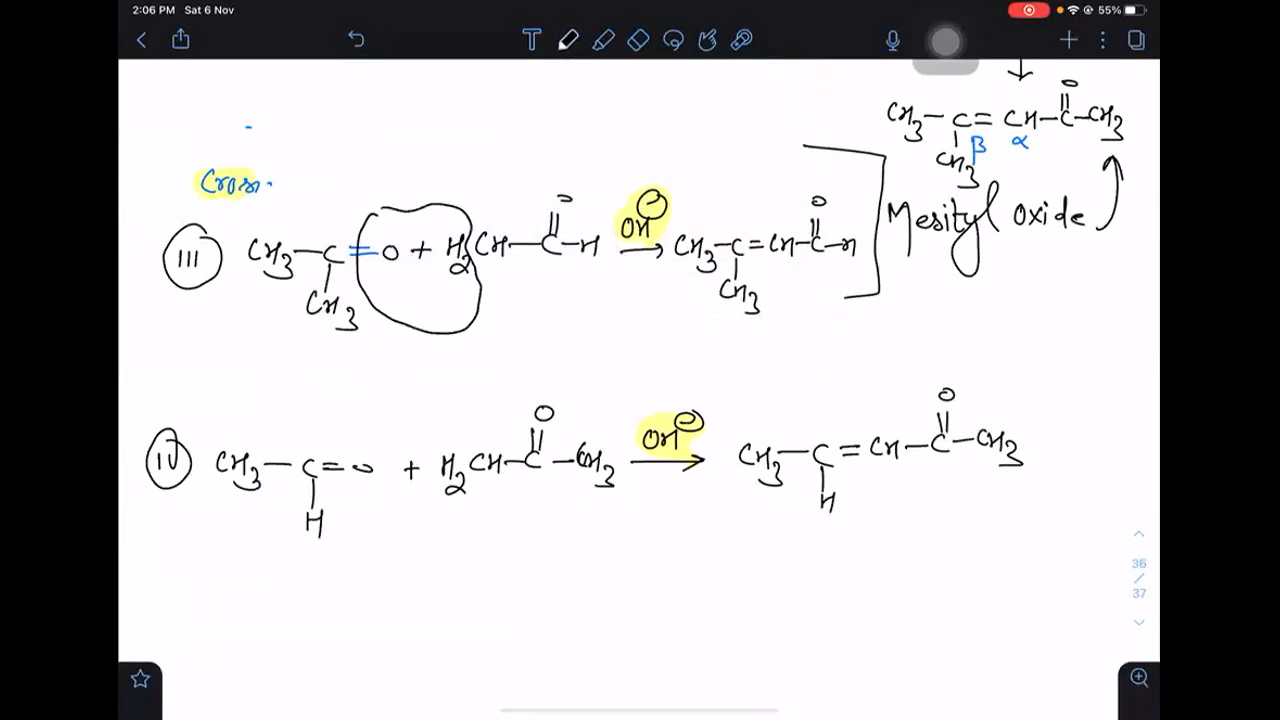 2:06 PM Sat 6 Nov
55%
T
O
CH3-C=CH-C-CH3
β α
CH3
Cross.
III CH3-C=O + H2CH-C-H OH⊖ → CH3-C=CH-C-H
O
O
CH3
CH3
Mesityl oxide
IV CH3-C=O + H2CH-C-CH3 OH⊖ → CH3-C=CH-C-CH3
O
O
H
H
36
/
37